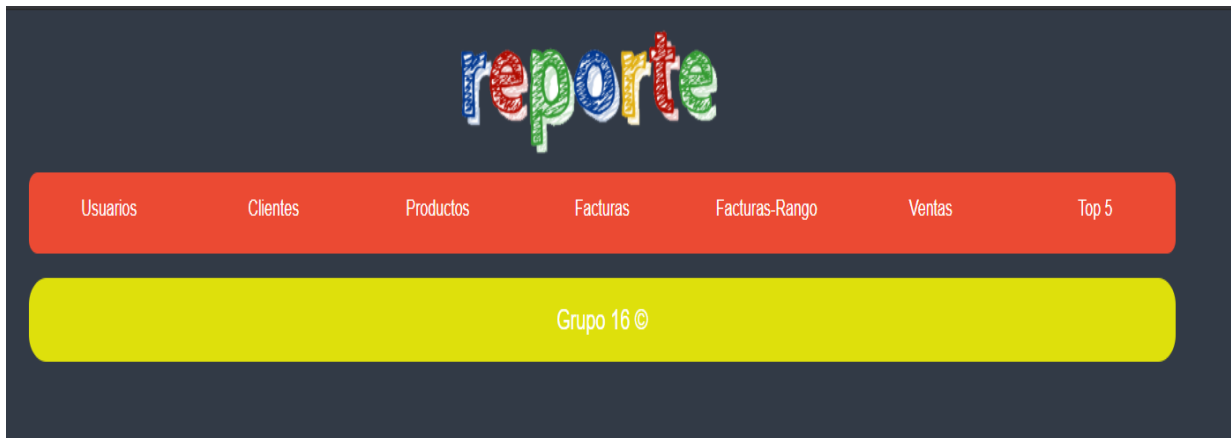 reporte
Usuarios Clientes Productos Facturas Facturas-Rango Ventas Top 5
Grupo 16 ©